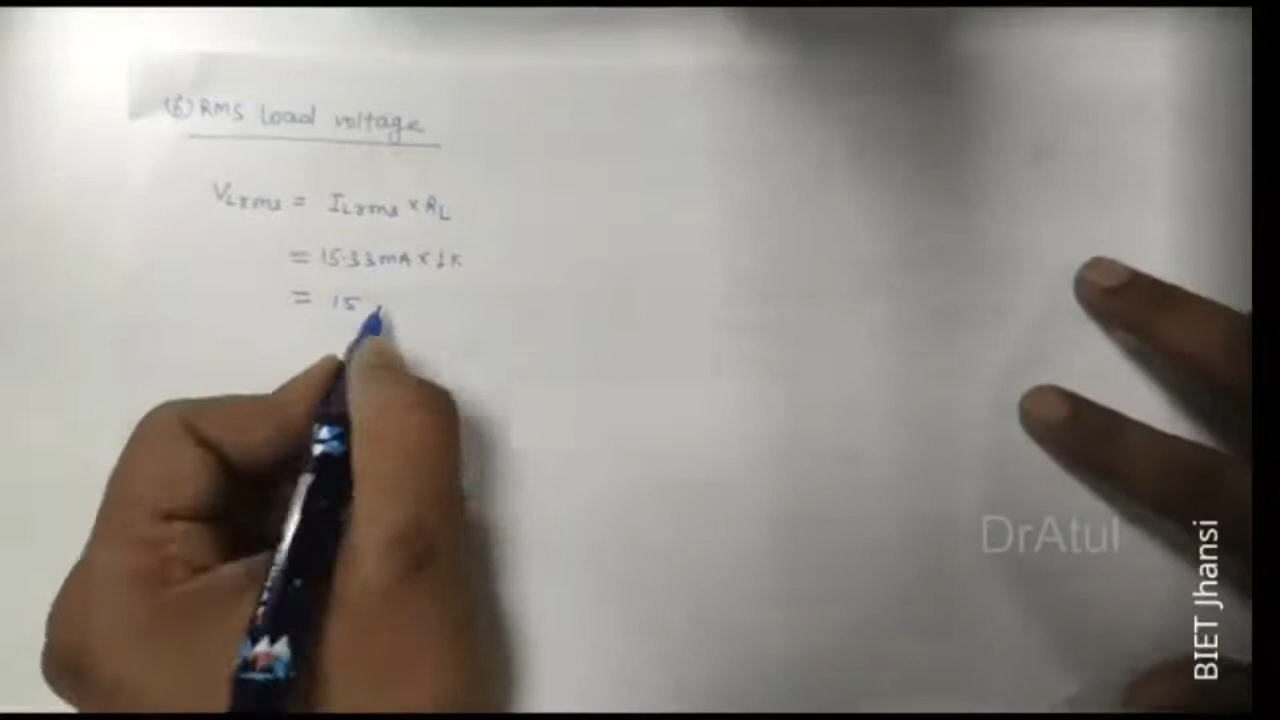 (6) RMS Load voltage
VLrms = ILrms × RL
= 15.33mA × 1K
= 15
DrAtul
BIET Jhansi